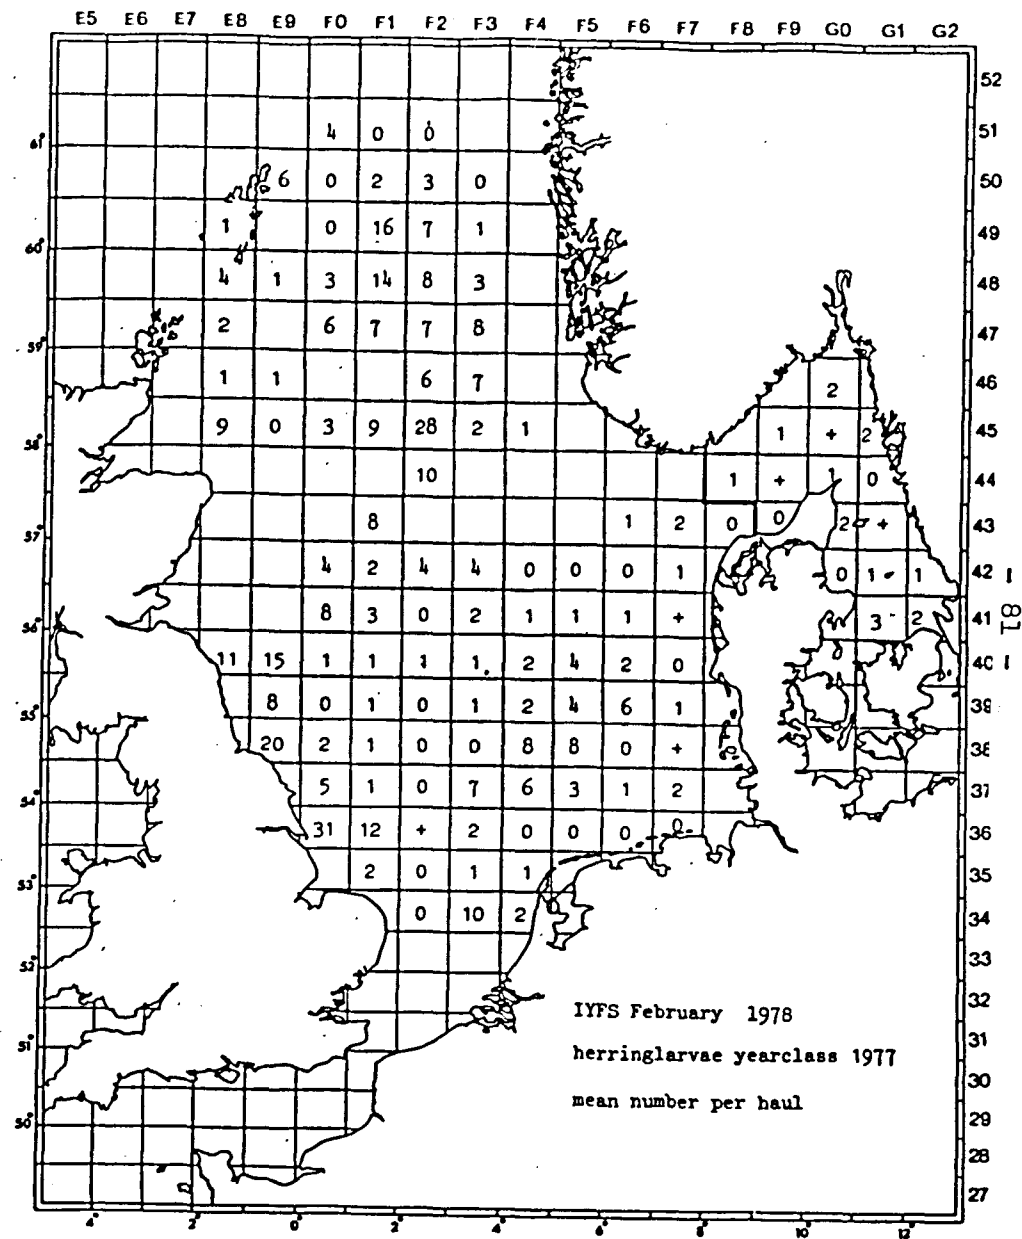 E5 E6 E7 E8 E9 F0 F1 F2 F3 F4 F5 F6 F7 F8 F9 G0 G1 G2
52
4 0 0 51
61°
6 0 2 3 0 50
1 0 16 7 1 49
60°
4 1 3 14 8 3 48
2 6 7 7 8 47
59°
1 1 6 7 2 46
9 0 3 9 28 2 1 1 + 2 45
58°
10 1 + 1 0 44
8 1 2 0 0 2 + 43
57°
4 2 4 4 0 0 0 1 0 1 1 42
8 3 0 2 1 1 1 + 3 2 41
56°
11 15 1 1 1 1 2 4 2 0 40
8 0 1 0 1 2 4 6 1 39
55°
20 2 1 0 0 8 8 0 + 38
5 1 0 7 6 3 1 2 37
54°
31 12 + 2 0 0 0 0 36
2 0 1 1 35
53°
0 10 2 34
33
52°
32
IYFS February 1978
31
51°
herringlarvae yearclass 1977
30
mean number per haul
29
50°
28
27
4° 2° 0° 2° 4° 6° 8° 10° 12°
- 81 -